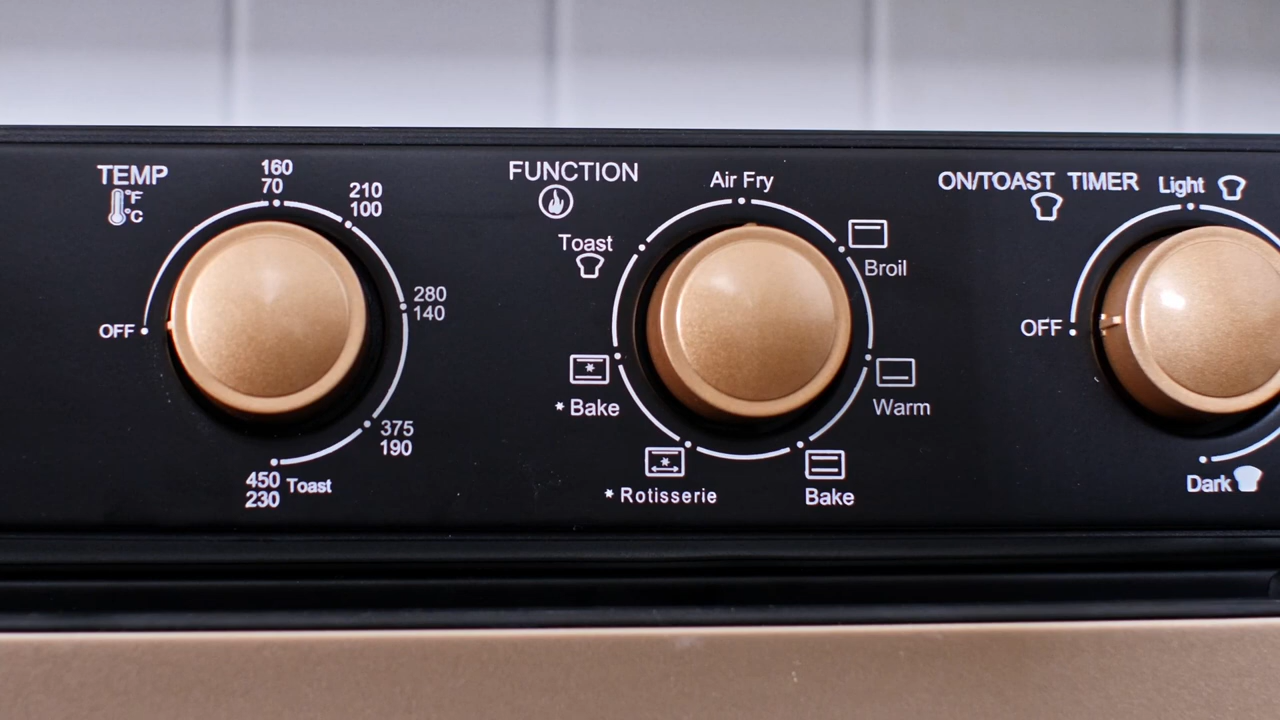 TEMP
°F
°C
160
70
210
100
280
140
375
190
450
230
Toast
OFF
FUNCTION
Air Fry
Broil
Warm
Bake
* Rotisserie
* Bake
Toast
ON/TOAST TIMER
Light
OFF
Dark